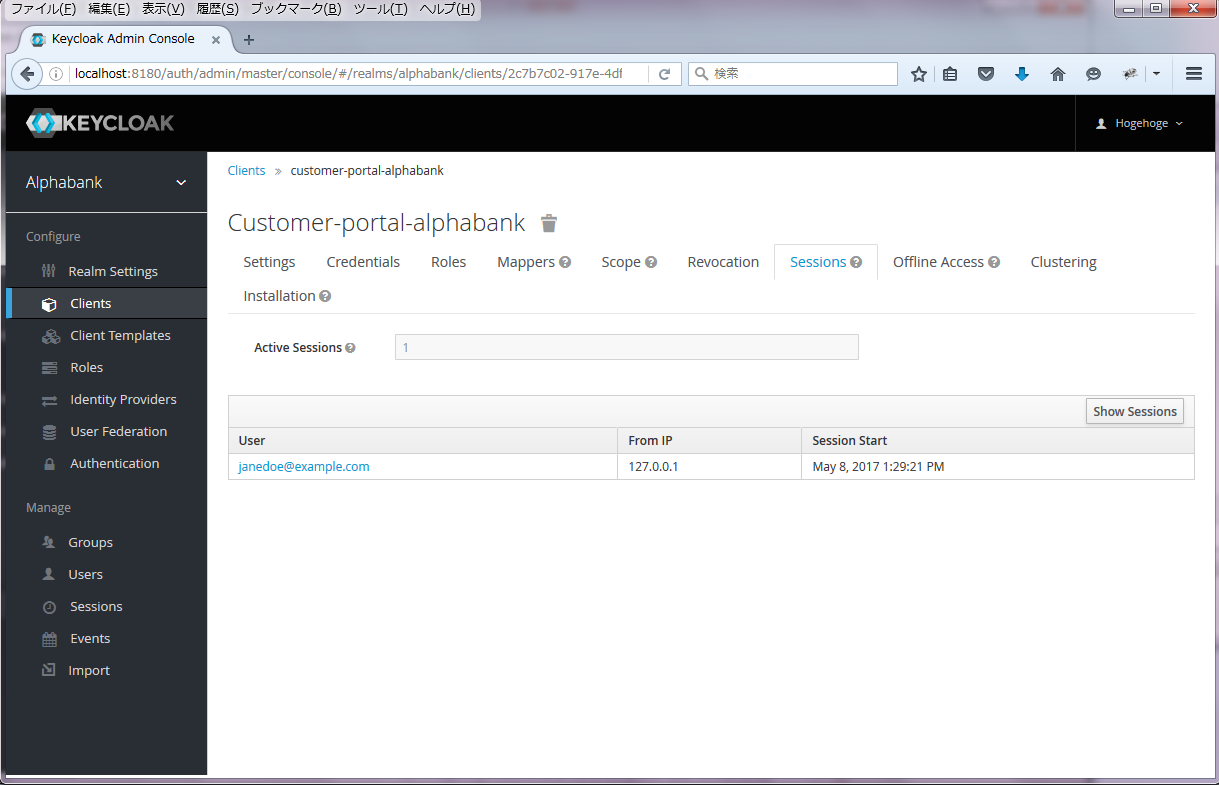 ファイル(F) 編集(E) 表示(V) 履歴(S) ブックマーク(B) ツール(T) ヘルプ(H)
Keycloak Admin Console
localhost:8180/auth/admin/master/console/#/realms/alphabank/clients/2c7b7c02-917e-4df
検索
KEYCLOAK
Hogehoge
Alphabank
Configure
Realm Settings
Clients
Client Templates
Roles
Identity Providers
User Federation
Authentication
Manage
Groups
Users
Sessions
Events
Import
Clients » customer-portal-alphabank
Customer-portal-alphabank
Settings Credentials Roles Mappers Scope Revocation Sessions Offline Access Clustering
Installation
Active Sessions 1
Show Sessions
User From IP Session Start
janedoe@example.com 127.0.0.1 May 8, 2017 1:29:21 PM